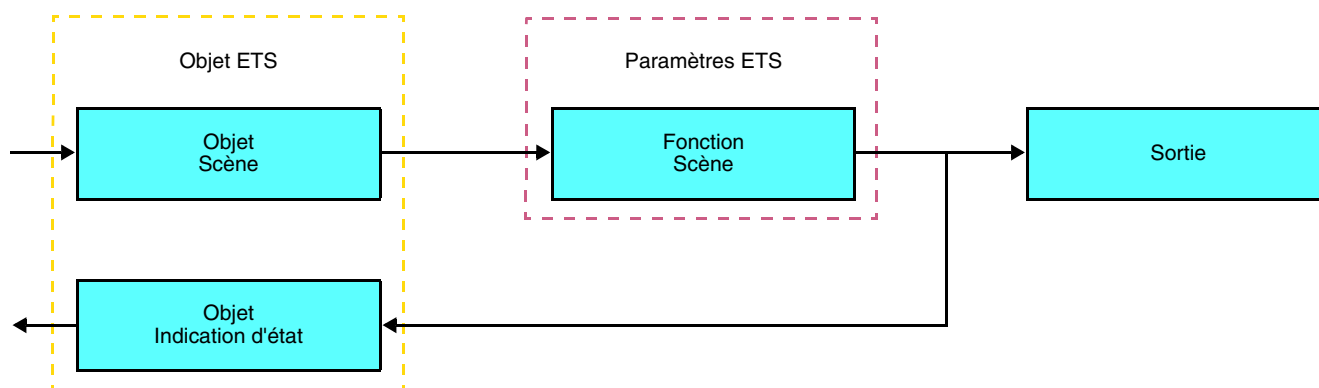 Objet ETS
Paramètres ETS
Objet
Scène
Fonction
Scène
Sortie
Objet
Indication d'état